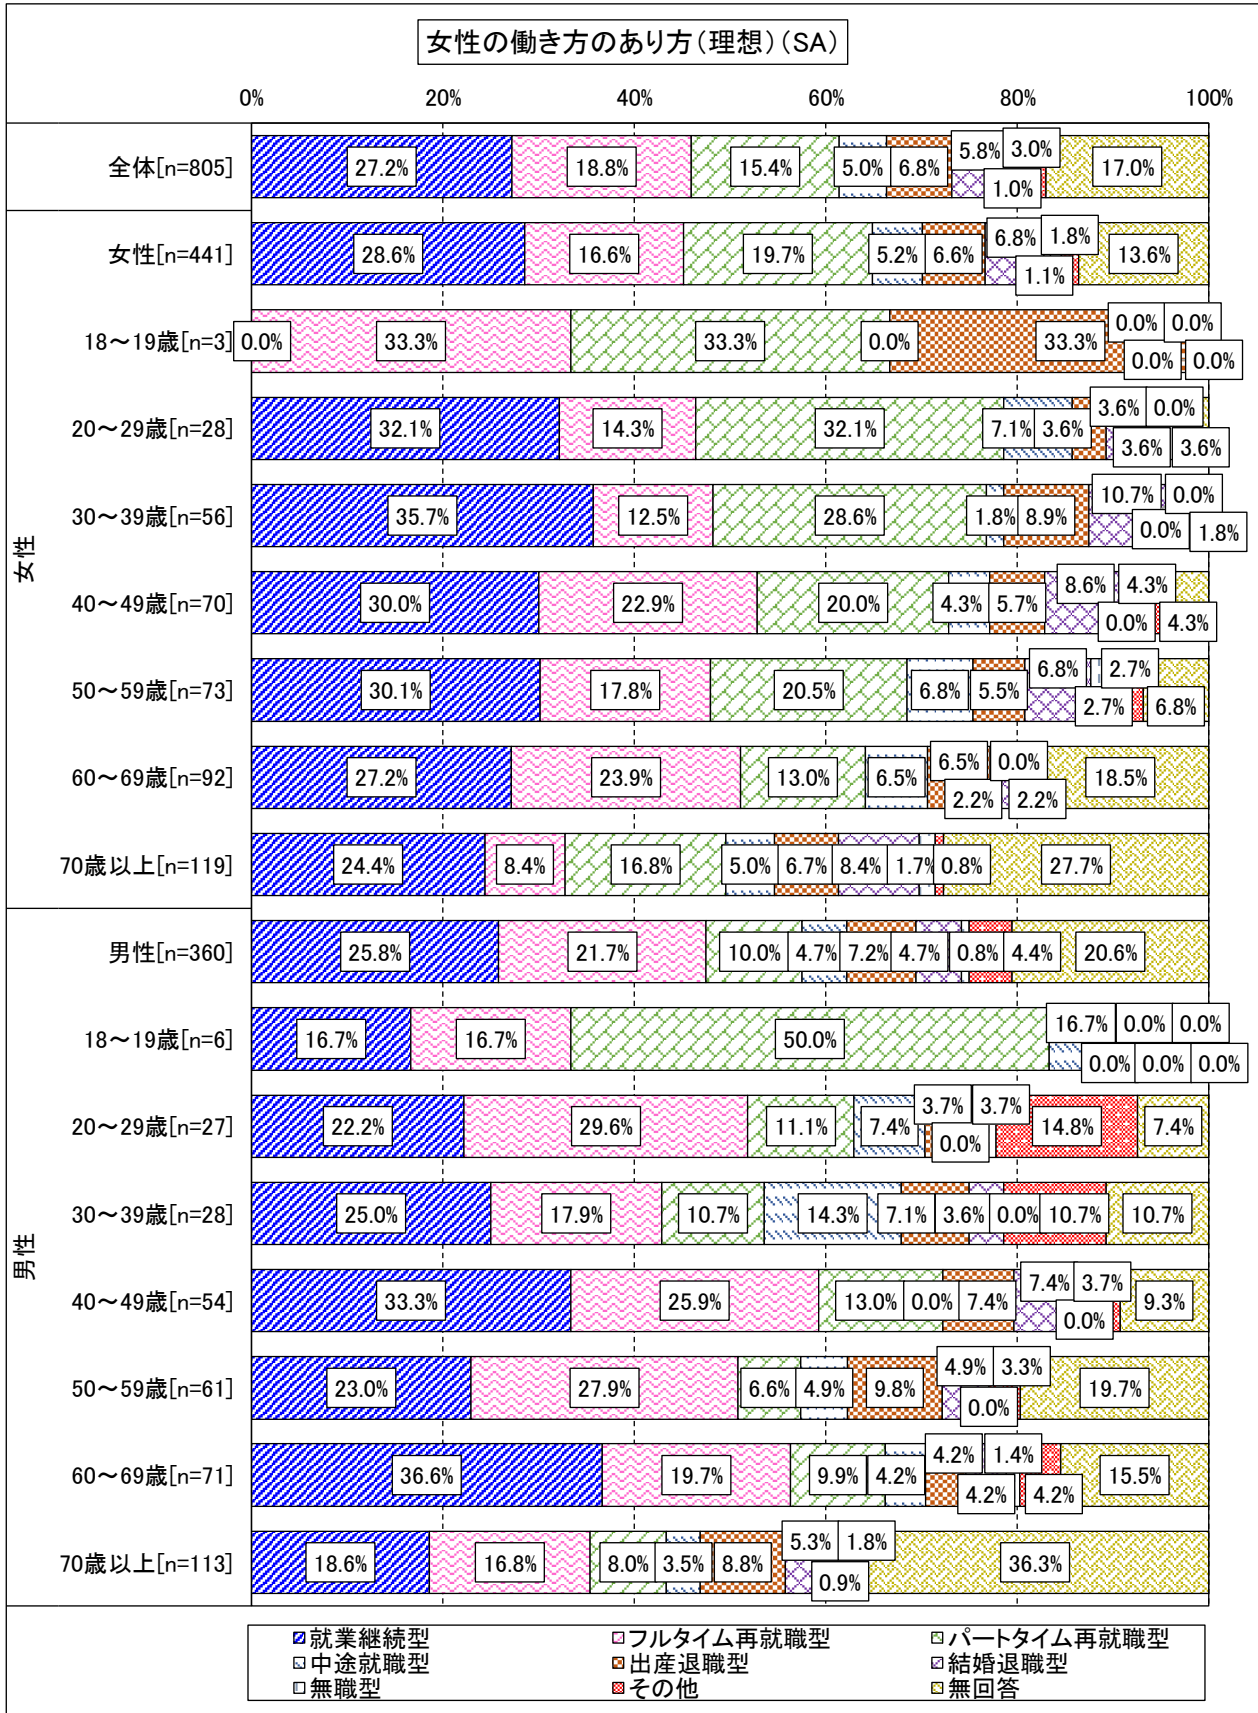 女性の働き方のあり方（理想）（SA）
0% 20% 40% 60% 80% 100%
全体[n=805] 27.2% 18.8% 15.4% 5.0% 6.8% 5.8% 1.0% 3.0% 17.0%
女性
女性[n=441] 28.6% 16.6% 19.7% 5.2% 6.6% 6.8% 1.1% 1.8% 13.6%
18～19歳[n=3] 0.0% 33.3% 33.3% 0.0% 33.3% 0.0% 0.0% 0.0% 0.0%
20～29歳[n=28] 32.1% 14.3% 32.1% 7.1% 3.6% 3.6% 3.6% 0.0% 3.6%
30～39歳[n=56] 35.7% 12.5% 28.6% 1.8% 8.9% 10.7% 0.0% 0.0% 1.8%
40～49歳[n=70] 30.0% 22.9% 20.0% 4.3% 5.7% 8.6% 0.0% 4.3% 4.3%
50～59歳[n=73] 30.1% 17.8% 20.5% 6.8% 5.5% 6.8% 2.7% 2.7% 6.8%
60～69歳[n=92] 27.2% 23.9% 13.0% 6.5% 6.5% 2.2% 0.0% 2.2% 18.5%
70歳以上[n=119] 24.4% 8.4% 16.8% 5.0% 6.7% 8.4% 1.7% 0.8% 27.7%
男性
男性[n=360] 25.8% 21.7% 10.0% 4.7% 7.2% 4.7% 0.8% 4.4% 20.6%
18～19歳[n=6] 16.7% 16.7% 50.0% 16.7% 0.0% 0.0% 0.0% 0.0% 0.0%
20～29歳[n=27] 22.2% 29.6% 11.1% 7.4% 3.7% 0.0% 3.7% 14.8% 7.4%
30～39歳[n=28] 25.0% 17.9% 10.7% 14.3% 7.1% 3.6% 0.0% 10.7% 10.7%
40～49歳[n=54] 33.3% 25.9% 13.0% 0.0% 7.4% 7.4% 0.0% 3.7% 9.3%
50～59歳[n=61] 23.0% 27.9% 6.6% 4.9% 9.8% 4.9% 0.0% 3.3% 19.7%
60～69歳[n=71] 36.6% 19.7% 9.9% 4.2% 4.2% 4.2% 1.4% 4.2% 15.5%
70歳以上[n=113] 18.6% 16.8% 8.0% 3.5% 8.8% 5.3% 0.9% 1.8% 36.3%
就業継続型 フルタイム再就職型 パートタイム再就職型
中途就職型 出産退職型 結婚退職型
無職型 その他 無回答